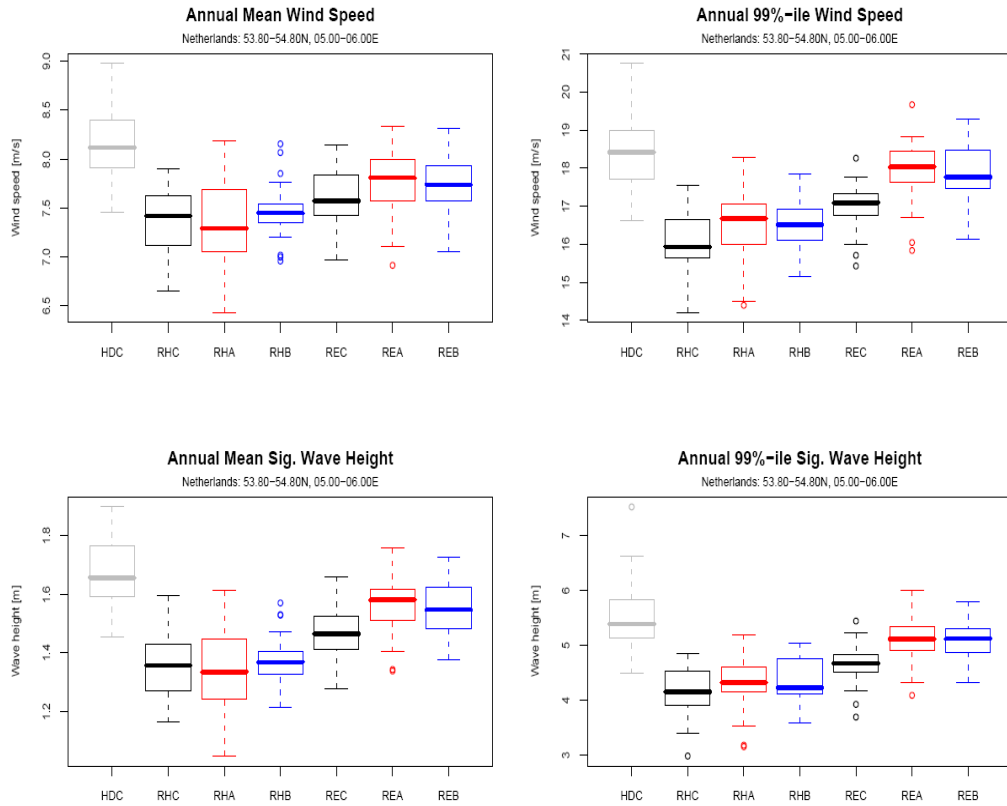 Annual Mean Wind Speed
Netherlands: 53.80−54.80N, 05.00−06.00E
Wind speed [m/s]
9.0
8.5
8.0
7.5
7.0
6.5
HDC RHC RHA RHB REC REA REB
Annual 99%−ile Wind Speed
Netherlands: 53.80−54.80N, 05.00−06.00E
Wind speed [m/s]
21
20
19
18
17
16
15
14
HDC RHC RHA RHB REC REA REB
Annual Mean Sig. Wave Height
Netherlands: 53.80−54.80N, 05.00−06.00E
Wave height [m]
1.8
1.6
1.4
1.2
HDC RHC RHA RHB REC REA REB
Annual 99%−ile Sig. Wave Height
Netherlands: 53.80−54.80N, 05.00−06.00E
Wave height [m]
7
6
5
4
3
HDC RHC RHA RHB REC REA REB